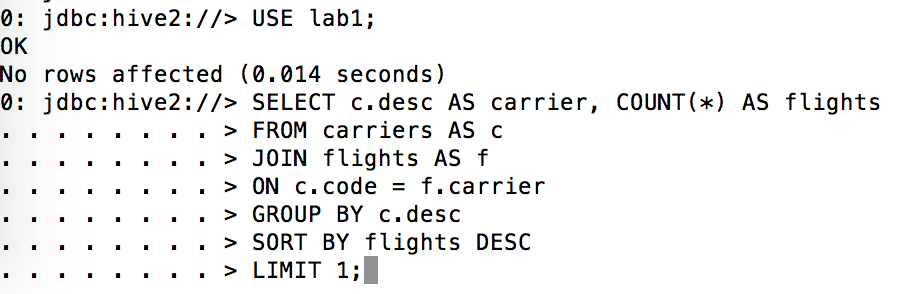 0: jdbc:hive2://> USE lab1;
OK
No rows affected (0.014 seconds)
0: jdbc:hive2://> SELECT c.desc AS carrier, COUNT(*) AS flights
. . . . . . . . > FROM carriers AS c
. . . . . . . . > JOIN flights AS f
. . . . . . . . > ON c.code = f.carrier
. . . . . . . . > GROUP BY c.desc
. . . . . . . . > SORT BY flights DESC
. . . . . . . . > LIMIT 1;